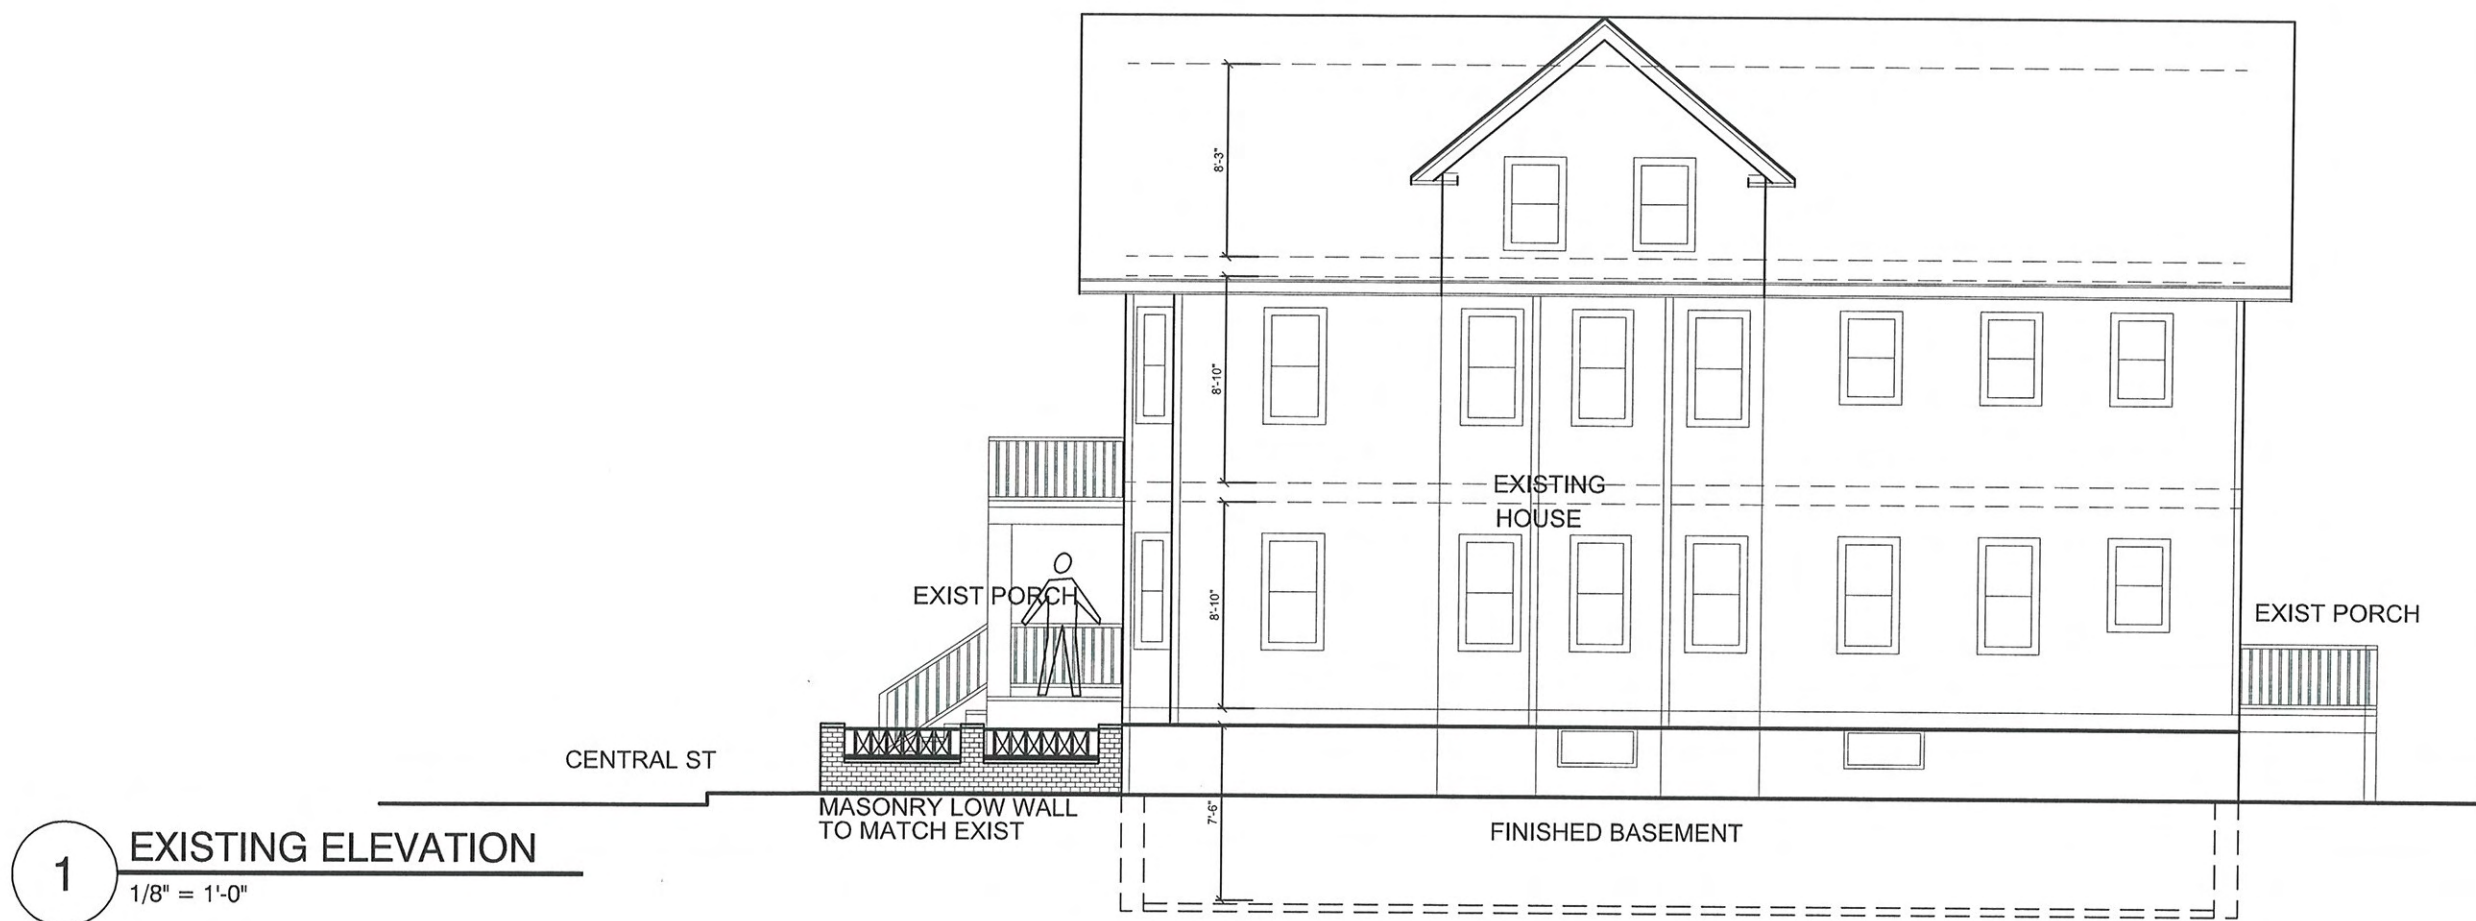 8'-3"
8'-10"
EXISTING
HOUSE
8'-10"
EXIST PORCH
EXIST PORCH
CENTRAL ST
MASONRY LOW WALL
TO MATCH EXIST
7'-6"
FINISHED BASEMENT
1
EXISTING ELEVATION
1/8" = 1'-0"